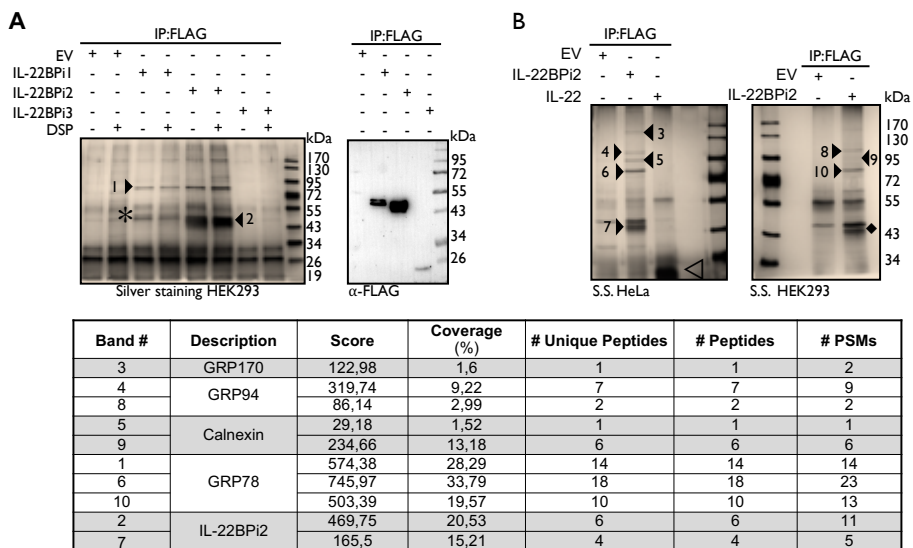 A
IP:FLAG
EV + + - - - - - -
IL-22BPi1 - - + + - - - -
IL-22BPi2 - - - - + + - -
IL-22BPi3 - - - - - - + +
DSP - + - + - + - +
kDa
170
130
95
72
55
43
34
26
19
1
*
2
Silver staining HEK293
IP:FLAG
+ - - -
- + - -
- - + -
- - - +
kDa
95
72
55
43
34
26
α-FLAG
B
IP:FLAG
EV + - -
IL-22BPi2 - + -
IL-22 - - +
3
4
5
6
7
S.S. HeLa
IP:FLAG
EV + -
IL-22BPi2 - +
kDa
170
130
95
72
55
43
34
8
9
10
S.S. HEK293
Band # Description Score Coverage (%) # Unique Peptides # Peptides # PSMs
3 GRP170 122,98 1,6 1 1 2
4 GRP94 319,74 9,22 7 7 9
8 86,14 2,99 2 2 2
5 Calnexin 29,18 1,52 1 1 1
9 234,66 13,18 6 6 6
1 GRP78 574,38 28,29 14 14 14
6 745,97 33,79 18 18 23
10 503,39 19,57 10 10 13
2 IL-22BPi2 469,75 20,53 6 6 11
7 165,5 15,21 4 4 5